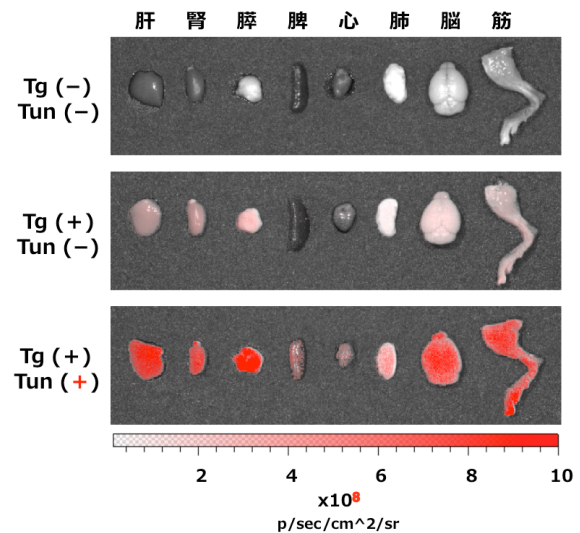 肝 腎 膵 脾 心 肺 脳 筋
Tg (−)
Tun (−)
Tg (+)
Tun (−)
Tg (+)
Tun (+)
2 4 6 8 10
x10⁸
p/sec/cm^2/sr